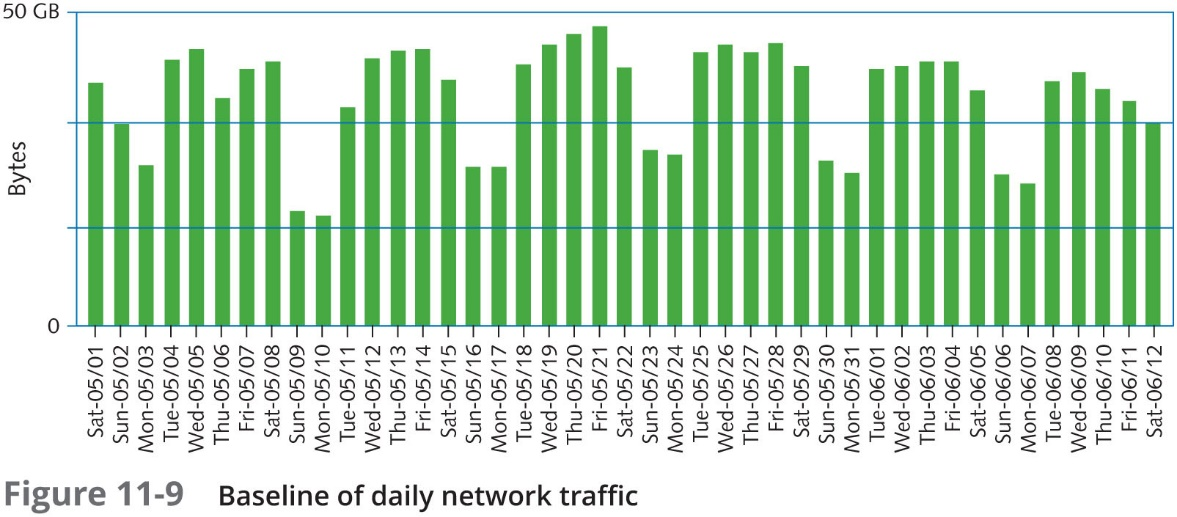 50 GB
Bytes
0
Sat-05/01
Sun-05/02
Mon-05/03
Tue-05/04
Wed-05/05
Thu-05/06
Fri-05/07
Sat-05/08
Sun-05/09
Mon-05/10
Tue-05/11
Wed-05/12
Thu-05/13
Fri-05/14
Sat-05/15
Sun-05/16
Mon-05/17
Tue-05/18
Wed-05/19
Thu-05/20
Fri-05/21
Sat-05/22
Sun-05/23
Mon-05/24
Tue-05/25
Wed-05/26
Thu-05/27
Fri-05/28
Sat-05/29
Sun-05/30
Mon-05/31
Tue-06/01
Wed-06/02
Thu-06/03
Fri-06/04
Sat-06/05
Sun-06/06
Mon-06/07
Tue-06/08
Wed-06/09
Thu-06/10
Fri-06/11
Sat-06/12
Figure 11-9 Baseline of daily network traffic